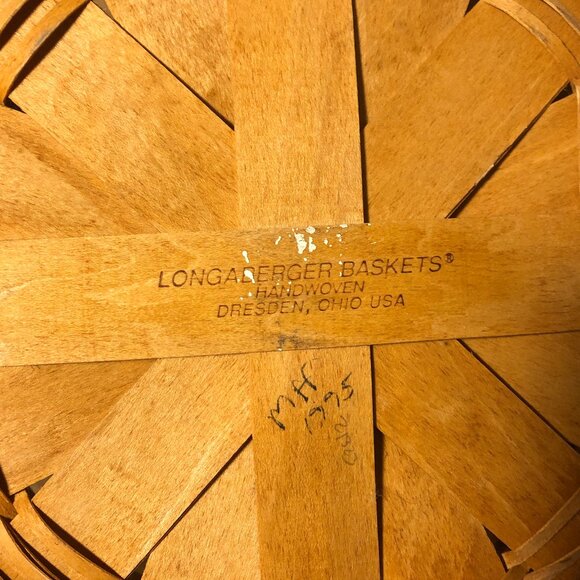 LONGABERGER BASKETS®
HANDWOVEN
DRESDEN, OHIO USA
MH
1995